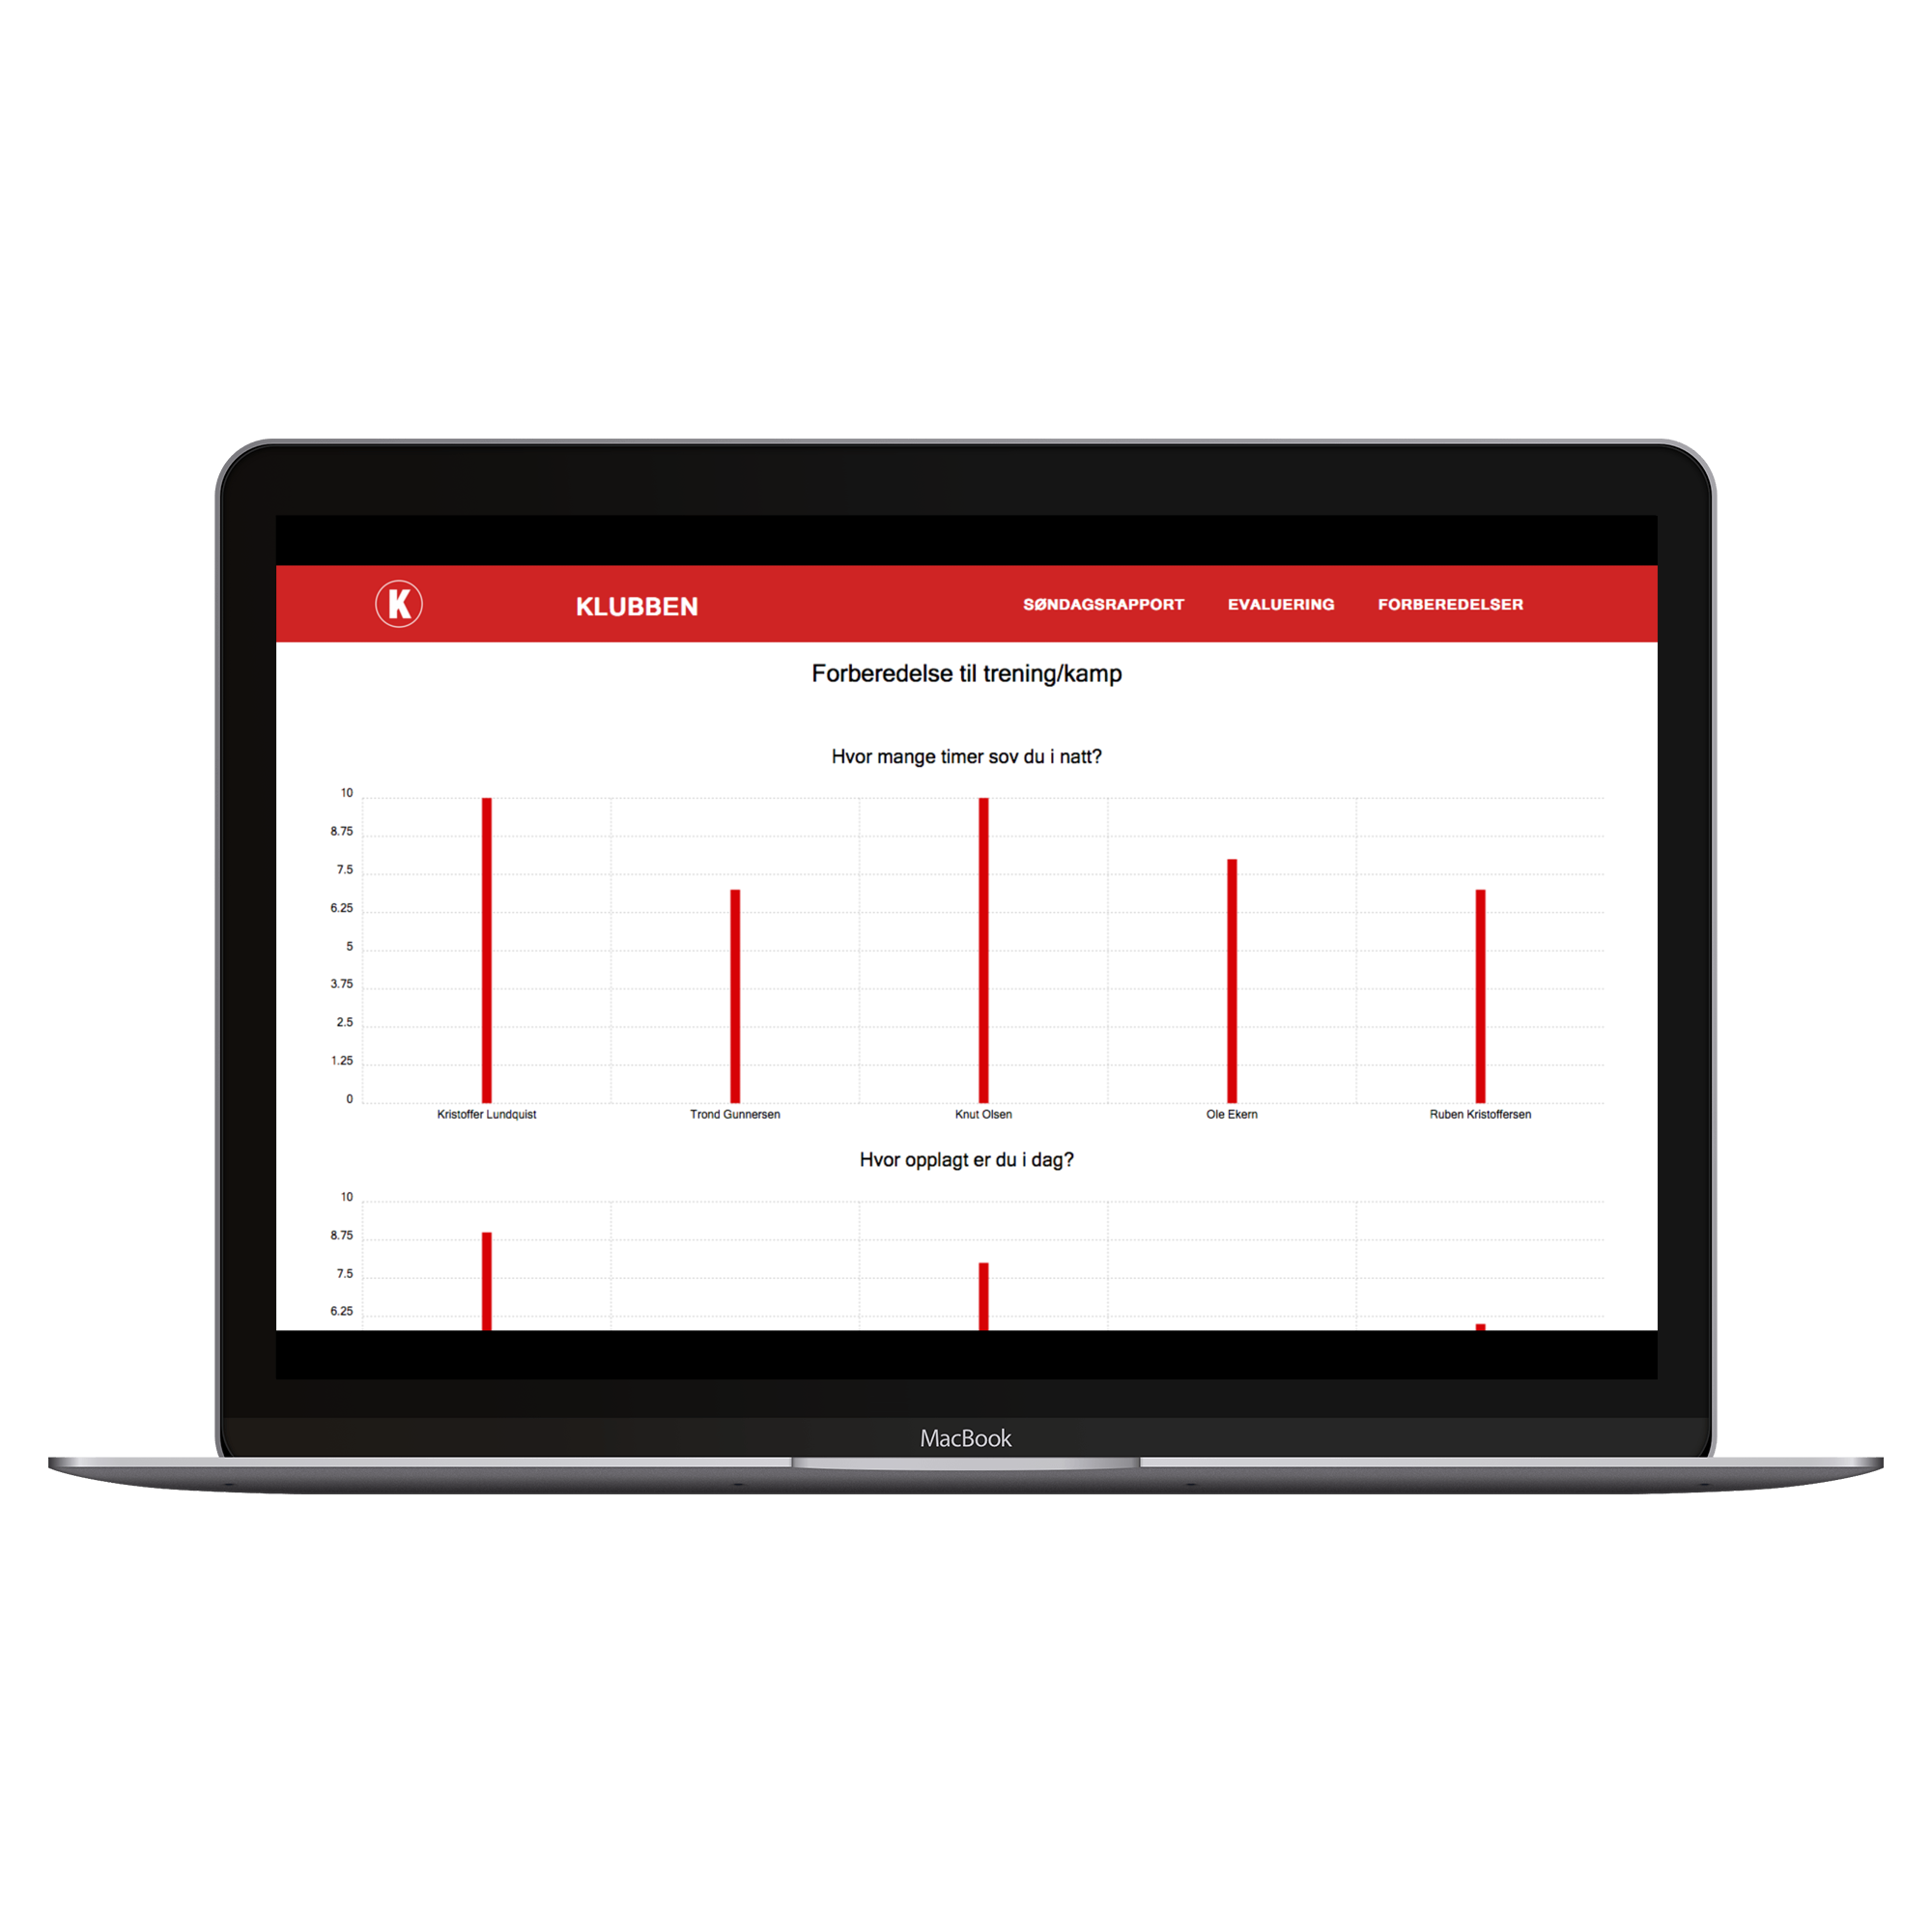 K
KLUBBEN
SØNDAGSRAPPORT EVALUERING FORBEREDELSER
Forberedelse til trening/kamp
Hvor mange timer sov du i natt?
10
8.75
7.5
6.25
5
3.75
2.5
1.25
0
Kristoffer Lundquist Trond Gunnersen Knut Olsen Ole Ekern Ruben Kristoffersen
Hvor opplagt er du i dag?
10
8.75
7.5
6.25
MacBook